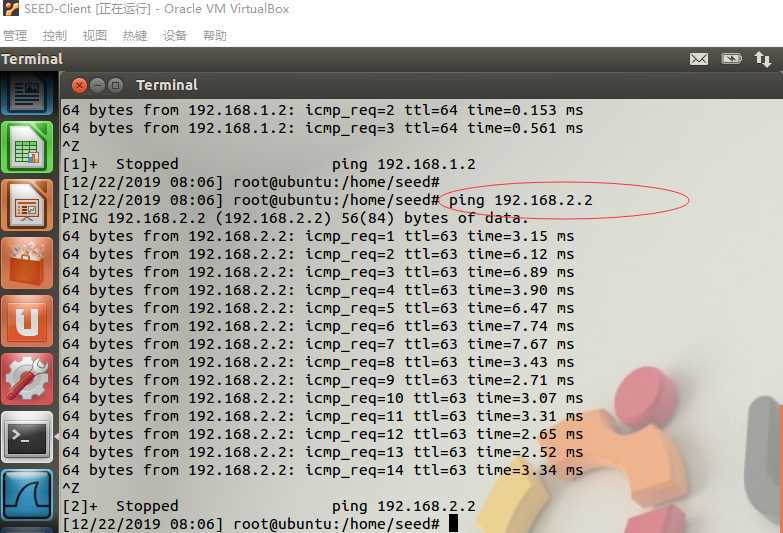 SEED-Client [正在运行] - Oracle VM VirtualBox
管理 控制 视图 热键 设备 帮助
Terminal
Terminal
64 bytes from 192.168.1.2: icmp_req=2 ttl=64 time=0.153 ms
64 bytes from 192.168.1.2: icmp_req=3 ttl=64 time=0.561 ms
^Z
[1]+  Stopped                 ping 192.168.1.2
[12/22/2019 08:06] root@ubuntu:/home/seed#
[12/22/2019 08:06] root@ubuntu:/home/seed# ping 192.168.2.2
PING 192.168.2.2 (192.168.2.2) 56(84) bytes of data.
64 bytes from 192.168.2.2: icmp_req=1 ttl=63 time=3.15 ms
64 bytes from 192.168.2.2: icmp_req=2 ttl=63 time=6.12 ms
64 bytes from 192.168.2.2: icmp_req=3 ttl=63 time=6.89 ms
64 bytes from 192.168.2.2: icmp_req=4 ttl=63 time=3.90 ms
64 bytes from 192.168.2.2: icmp_req=5 ttl=63 time=6.47 ms
64 bytes from 192.168.2.2: icmp_req=6 ttl=63 time=7.74 ms
64 bytes from 192.168.2.2: icmp_req=7 ttl=63 time=7.67 ms
64 bytes from 192.168.2.2: icmp_req=8 ttl=63 time=3.43 ms
64 bytes from 192.168.2.2: icmp_req=9 ttl=63 time=2.71 ms
64 bytes from 192.168.2.2: icmp_req=10 ttl=63 time=3.07 ms
64 bytes from 192.168.2.2: icmp_req=11 ttl=63 time=3.31 ms
64 bytes from 192.168.2.2: icmp_req=12 ttl=63 time=2.65 ms
64 bytes from 192.168.2.2: icmp_req=13 ttl=63 time=2.52 ms
64 bytes from 192.168.2.2: icmp_req=14 ttl=63 time=3.34 ms
^Z
[2]+  Stopped                 ping 192.168.2.2
[12/22/2019 08:06] root@ubuntu:/home/seed#